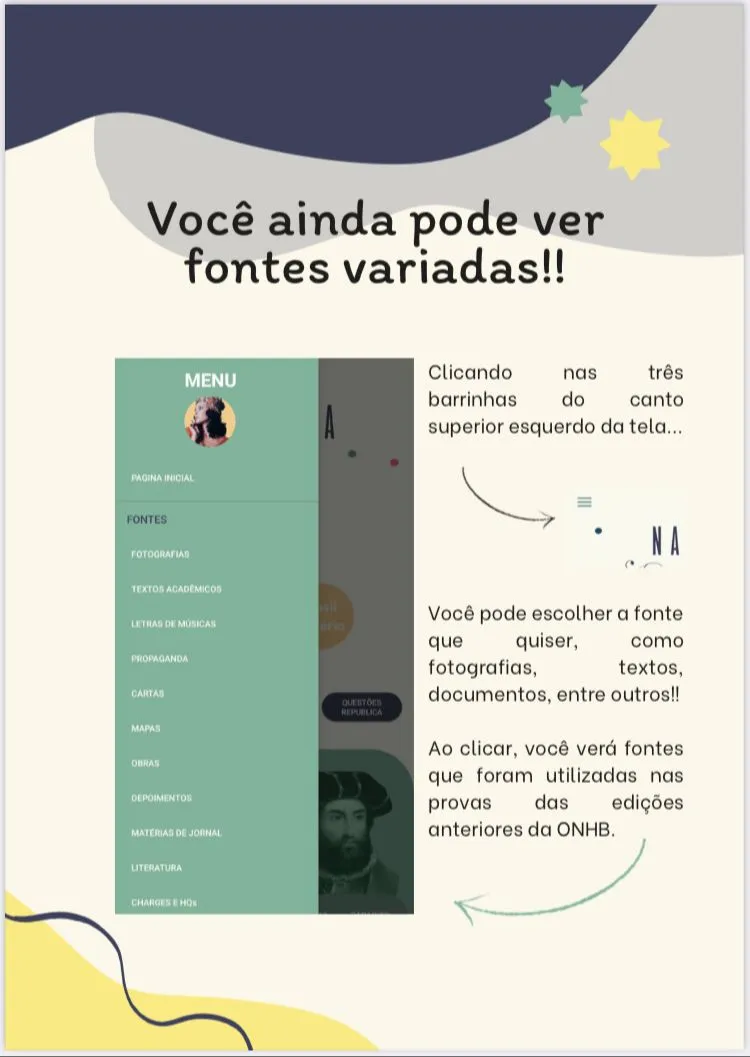 Você ainda pode ver
fontes variadas!!
MENU
PAGINA INICIAL
FONTES
FOTOGRAFIAS
TEXTOS ACADÊMICOS
LETRAS DE MÚSICAS
PROPAGANDA
CARTAS
MAPAS
OBRAS
DEPOIMENTOS
MATÉRIAS DE JORNAL
LITERATURA
CHARGES E HQs
A
QUESTÕES
REPUBLICA
Clicando nas três
barrinhas do canto
superior esquerdo da tela...
N A
Você pode escolher a fonte
que quiser, como
fotografias, textos,
documentos, entre outros!!
Ao clicar, você verá fontes
que foram utilizadas nas
provas das edições
anteriores da ONHB.